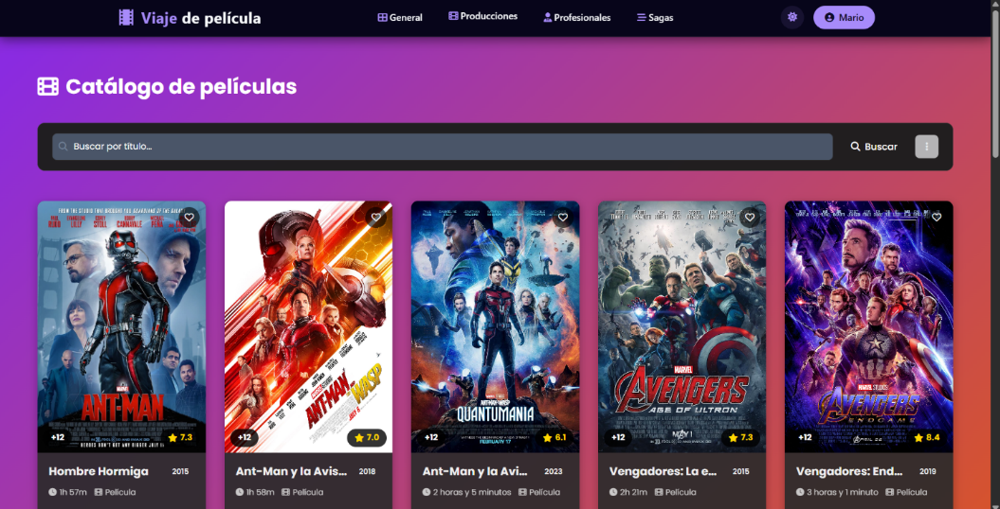 Viaje de película
General
Producciones
Profesionales
Sagas
Mario
Catálogo de películas
Buscar por título...
Buscar
ANT-MAN
+12
7.3
ANT-MAN
AND THE
WASP
JULY 6
+12
7.0
ANT-MAN AND THE WASP
QUANTUMANIA
FEBRUARY 17
+12
6.1
MARVEL
AVENGERS
AGE OF ULTRON
MAY 1
+12
7.3
MARVEL STUDIOS
AVENGERS
ENDGAME
APRIL 26
+12
8.4
Hombre Hormiga 2015
1h 57m Película
Ant-Man y la Avis... 2018
1h 58m Película
Ant-Man y la Avi... 2023
2 horas y 5 minutos Película
Vengadores: La e... 2015
2h 21m Película
Vengadores: End... 2019
3 horas y 1 minuto Película